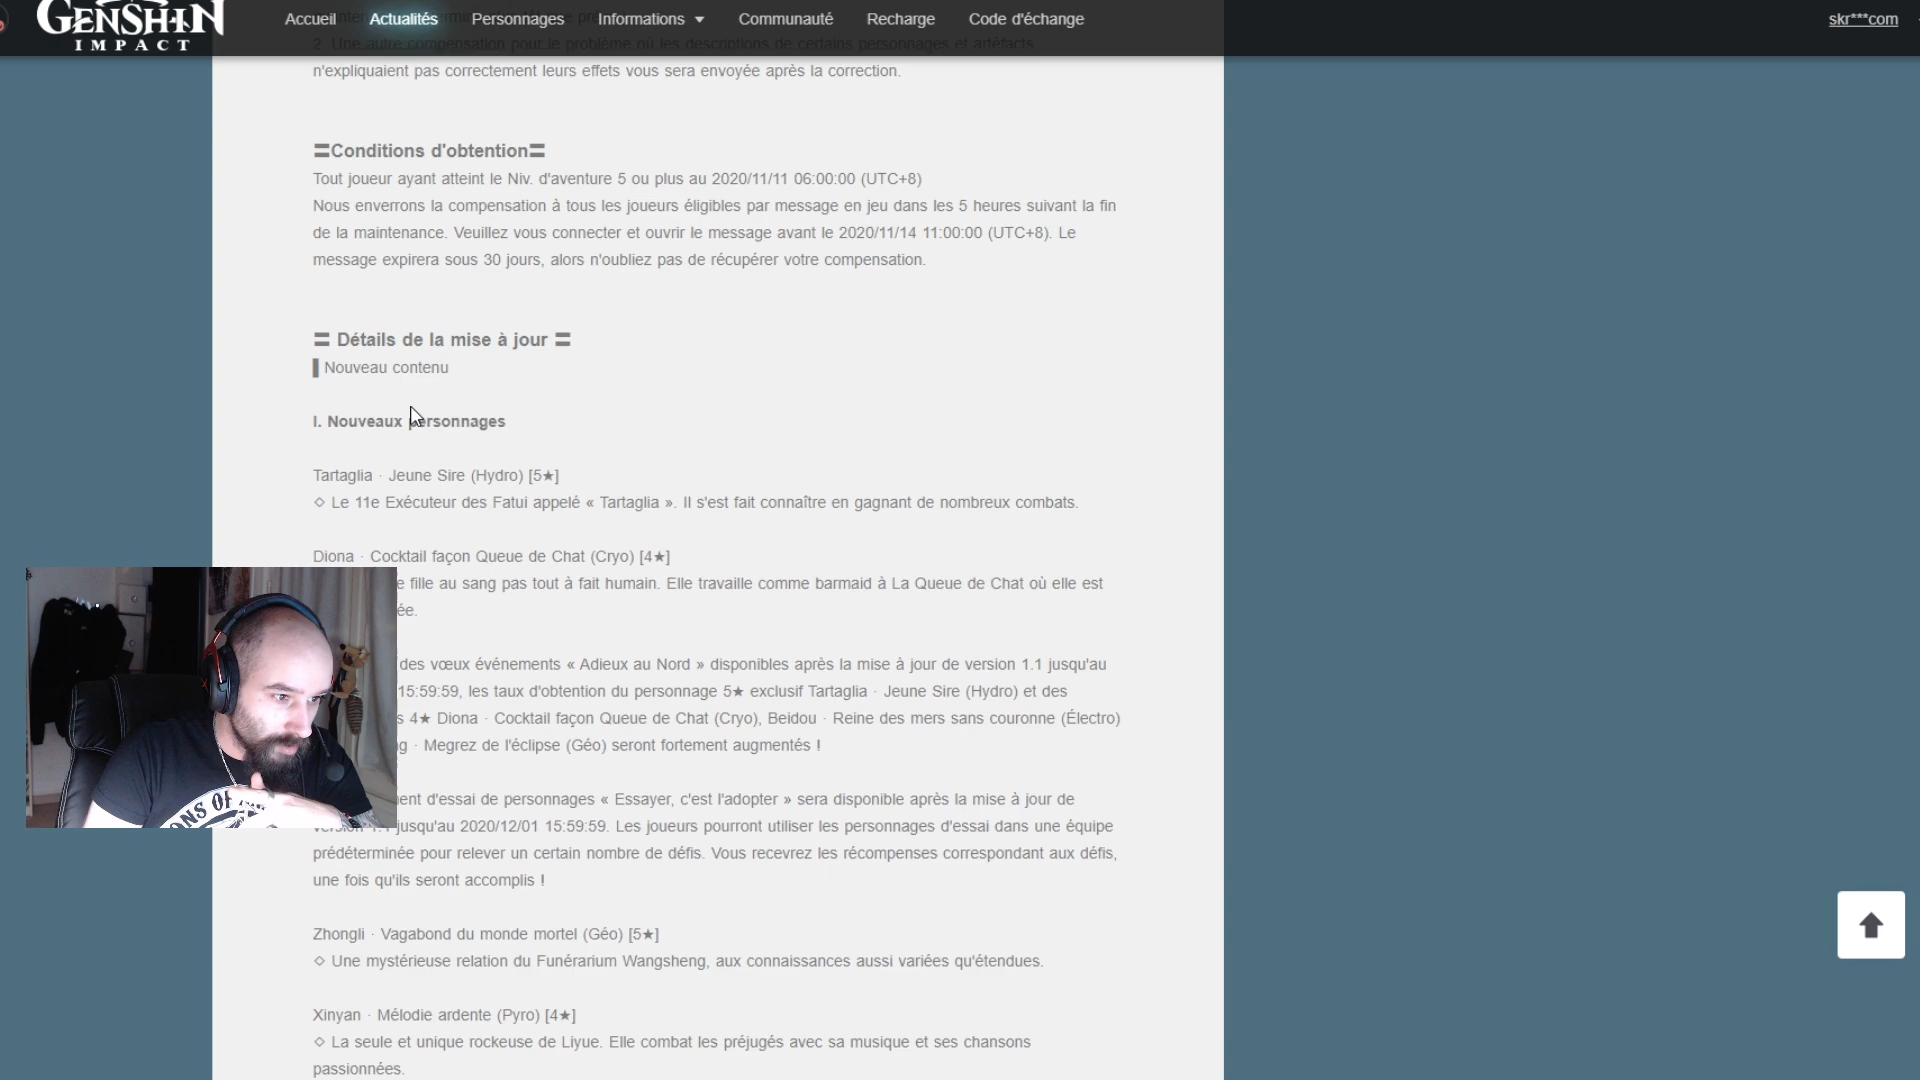 GENSHIN
IMPACT
Accueil Actualités Personnages Informations Communauté Recharge Code d'échange
skr***com
2. Une autre compensation pour le problème où les descriptions de certains personnages et artéfacts
n'expliquaient pas correctement leurs effets vous sera envoyée après la correction.
〓Conditions d'obtention〓
Tout joueur ayant atteint le Niv. d'aventure 5 ou plus au 2020/11/11 06:00:00 (UTC+8)
Nous enverrons la compensation à tous les joueurs éligibles par message en jeu dans les 5 heures suivant la fin
de la maintenance. Veuillez vous connecter et ouvrir le message avant le 2020/11/14 11:00:00 (UTC+8). Le
message expirera sous 30 jours, alors n'oubliez pas de récupérer votre compensation.
〓 Détails de la mise à jour 〓
▌Nouveau contenu
I. Nouveaux personnages
Tartaglia · Jeune Sire (Hydro) [5★]
◇ Le 11e Exécuteur des Fatui appelé « Tartaglia ». Il s'est fait connaître en gagnant de nombreux combats.
Diona · Cocktail façon Queue de Chat (Cryo) [4★]
fille au sang pas tout à fait humain. Elle travaille comme barmaid à La Queue de Chat où elle est
ée.
des vœux événements « Adieux au Nord » disponibles après la mise à jour de version 1.1 jusqu'au
15:59:59, les taux d'obtention du personnage 5★ exclusif Tartaglia · Jeune Sire (Hydro) et des
s 4★ Diona · Cocktail façon Queue de Chat (Cryo), Beidou · Reine des mers sans couronne (Électro)
ng · Megrez de l'éclipse (Géo) seront fortement augmentés !
ent d'essai de personnages « Essayer, c'est l'adopter » sera disponible après la mise à jour de
version 1.1 jusqu'au 2020/12/01 15:59:59. Les joueurs pourront utiliser les personnages d'essai dans une équipe
prédéterminée pour relever un certain nombre de défis. Vous recevrez les récompenses correspondant aux défis,
une fois qu'ils seront accomplis !
Zhongli · Vagabond du monde mortel (Géo) [5★]
◇ Une mystérieuse relation du Funérarium Wangsheng, aux connaissances aussi variées qu'étendues.
Xinyan · Mélodie ardente (Pyro) [4★]
◇ La seule et unique rockeuse de Liyue. Elle combat les préjugés avec sa musique et ses chansons
passionnées.